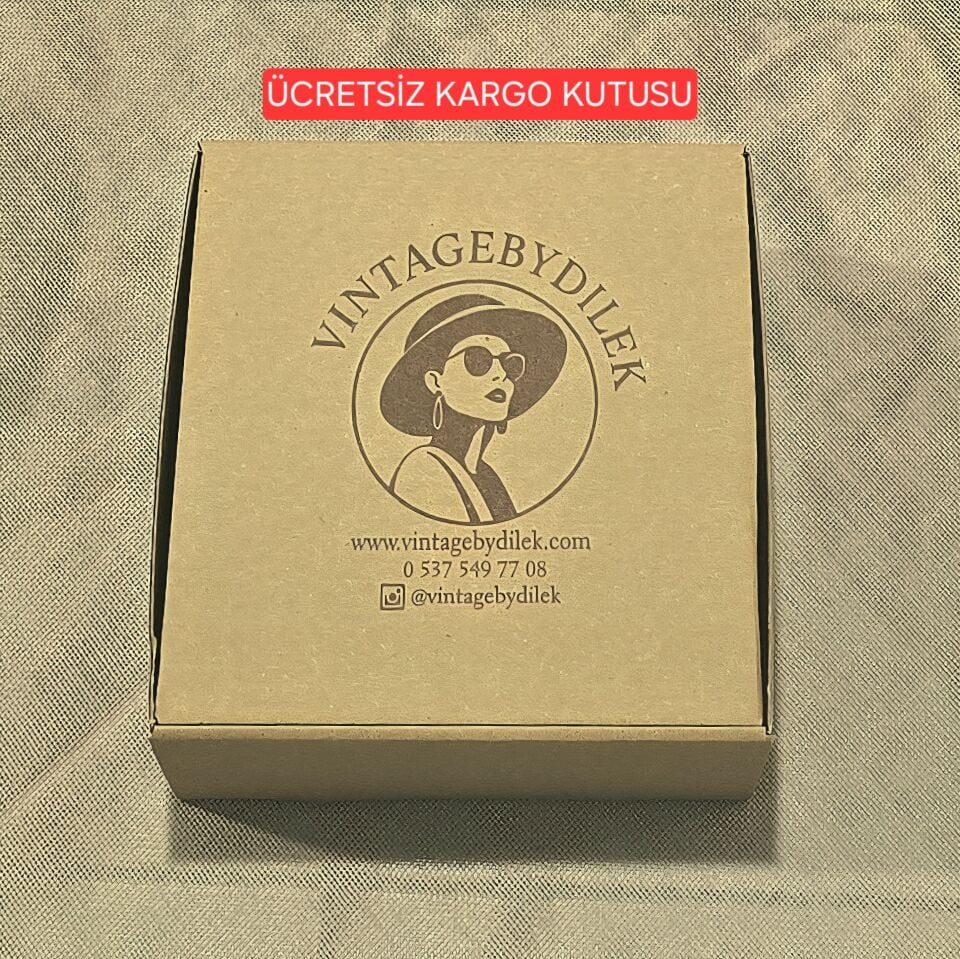 ÜCRETSİZ KARGO KUTUSU
VINTAGEBYDILEK
www.vintagebydilek.com
0 537 549 77 08
@vintagebydilek